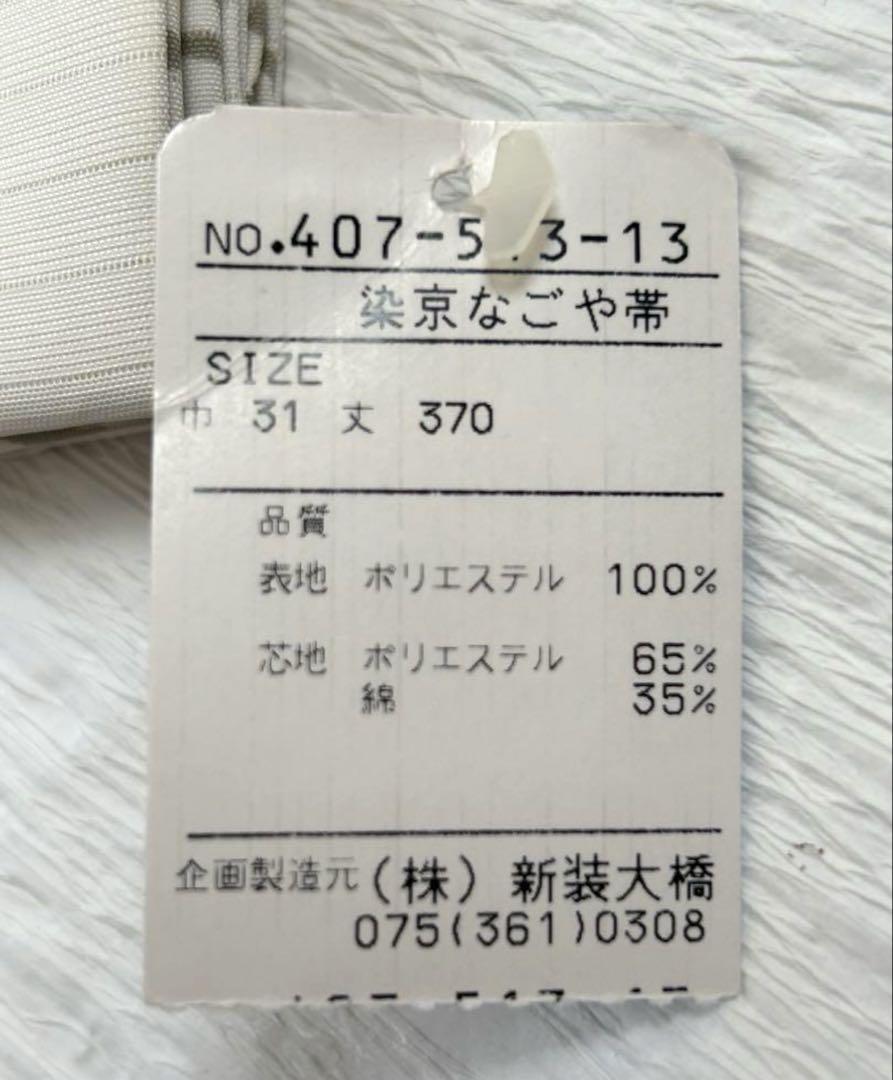 NO.407-5 3-13
染京なごや帯
SIZE
巾 31 丈 370
品質
表地 ポリエステル 100%
芯地 ポリエステル 65%
綿 35%
企画製造元 (株) 新装大橋
075(361)0308